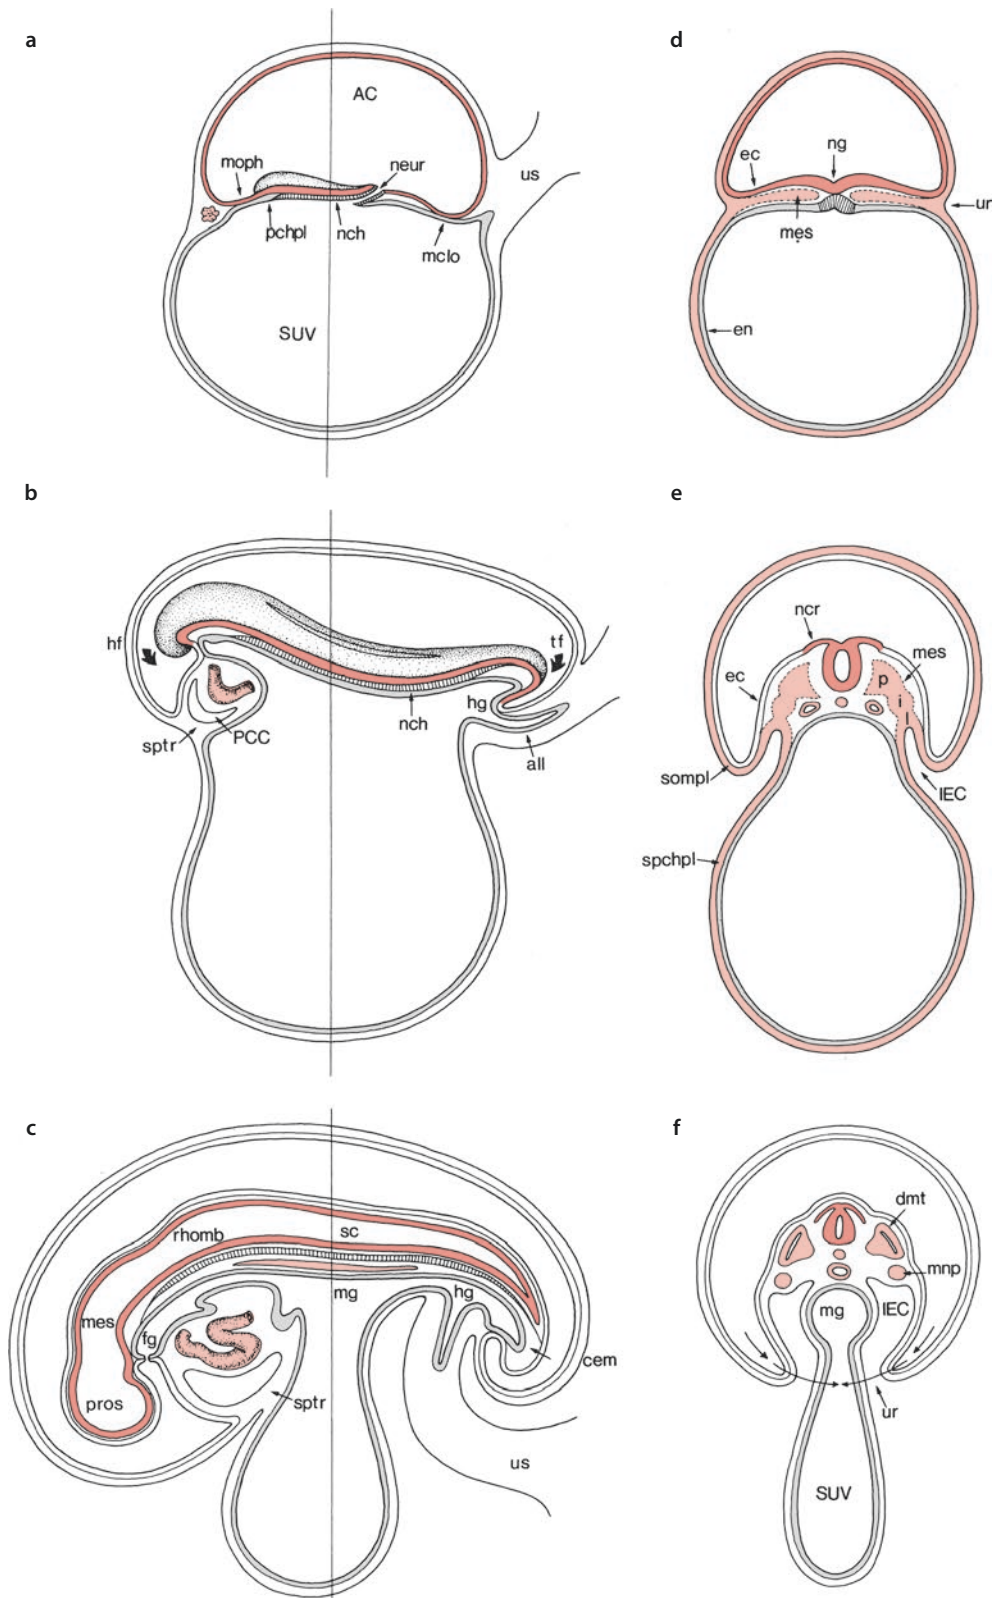 a
AC
moph
neur
us
pchpl
nch
mclo
SUV
d
ng
ec
mes
ur
en
b
hf
tf
hg
nch
PCC
sptr
all
e
ncr
mes
ec
p
i
l
sompl
IEC
spchpl
c
rhomb
sc
mes
fg
mg
hg
cem
pros
sptr
us
f
dmt
mnp
mg
IEC
ur
SUV